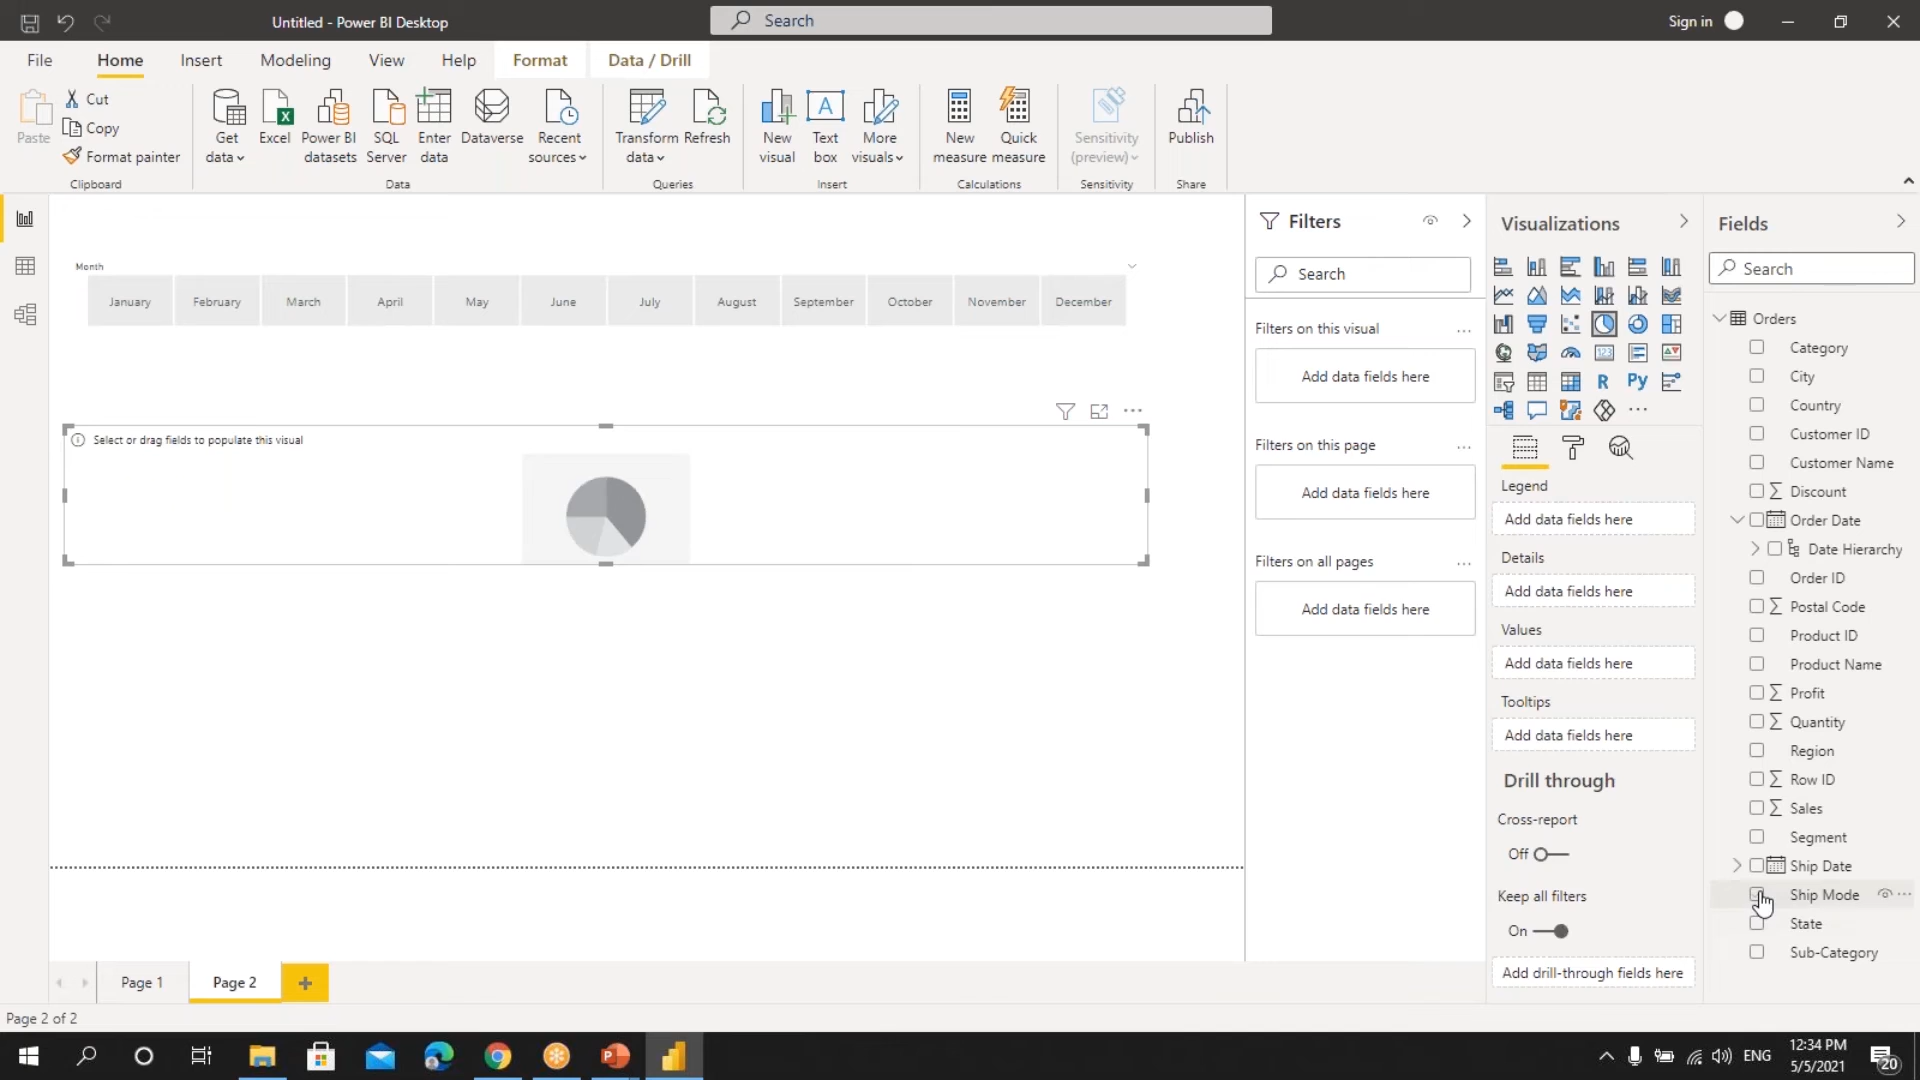 Untitled - Power BI Desktop
Search
Sign in
File
Home
Insert
Modeling
View
Help
Format
Data / Drill
Paste
Cut
Copy
Format painter
Clipboard
Get
data
Excel
Power BI
datasets
SQL
Server
Enter
data
Dataverse
Recent
sources
Data
Transform
data
Refresh
Queries
New
visual
A
Text
box
More
visuals
Insert
New
measure
Quick
measure
Calculations
Sensitivity
(preview)
Sensitivity
Publish
Share
Month
January
February
March
April
May
June
July
August
September
October
November
December
Select or drag fields to populate this visual
Filters
Search
Filters on this visual
...
Add data fields here
Filters on this page
...
Add data fields here
Filters on all pages
...
Add data fields here
Visualizations
123
R
Py
...
Legend
Add data fields here
Details
Add data fields here
Values
Add data fields here
Tooltips
Add data fields here
Drill through
Cross-report
Off
Keep all filters
On
Add drill-through fields here
Fields
Search
Orders
Category
City
Country
Customer ID
Customer Name
Σ Discount
Order Date
Date Hierarchy
Order ID
Σ Postal Code
Product ID
Product Name
Σ Profit
Σ Quantity
Region
Σ Row ID
Σ Sales
Segment
Ship Date
Ship Mode
State
Sub-Category
Page 1
Page 2
+
Page 2 of 2
ENG
12:34 PM
5/5/2021
20